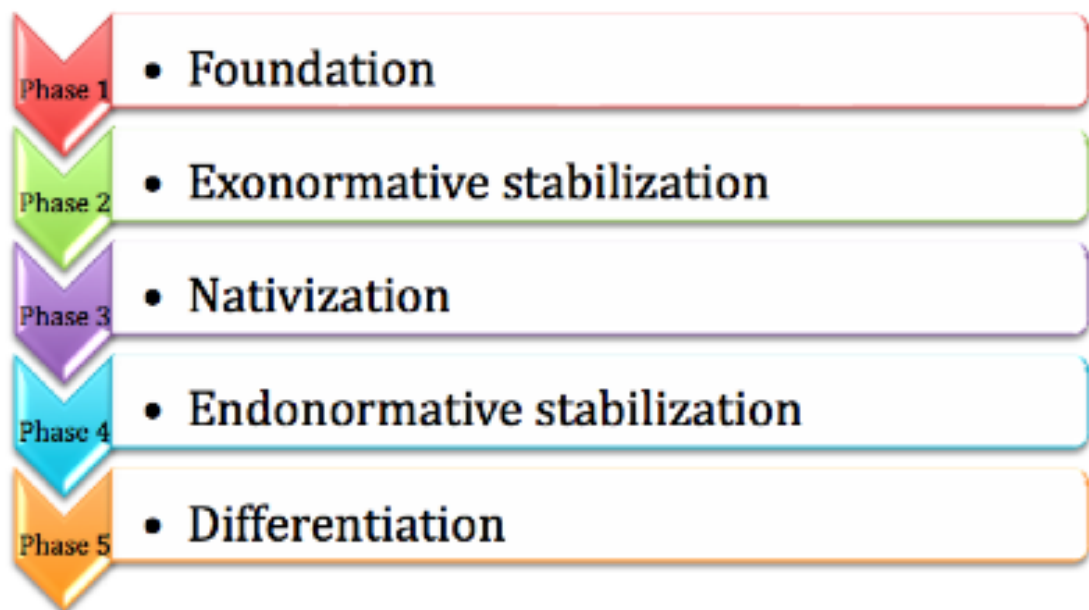 Phase 1
• Foundation
Phase 2
• Exonormative stabilization
Phase 3
• Nativization
Phase 4
• Endonormative stabilization
Phase 5
• Differentiation